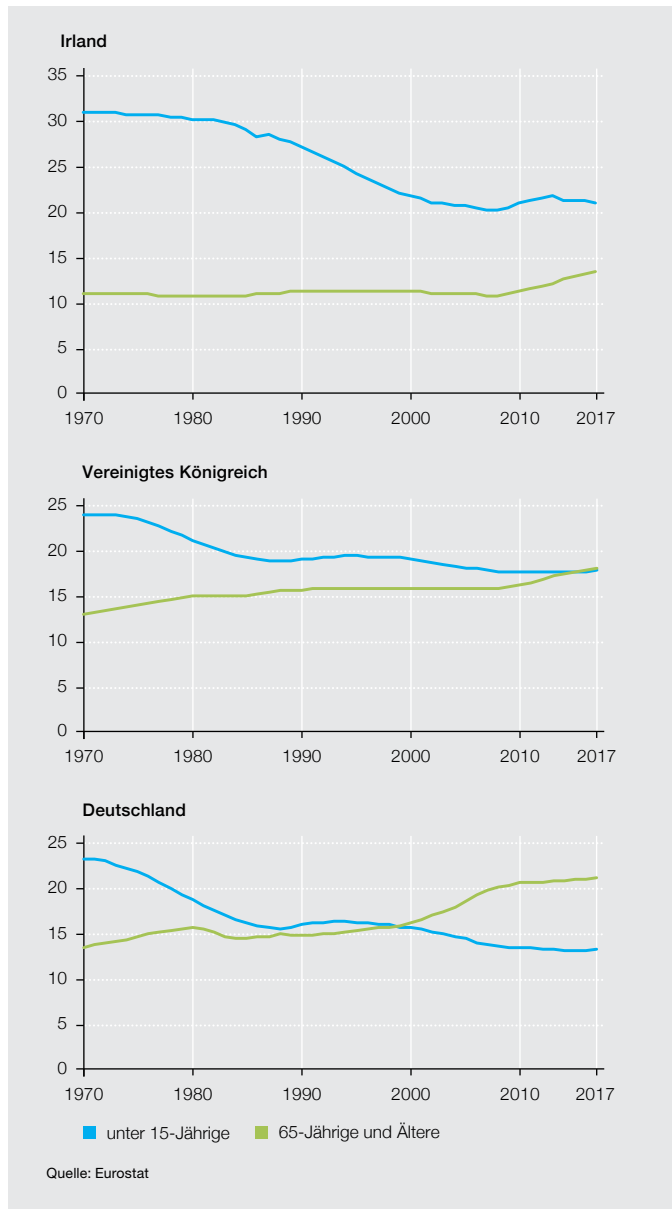 Irland
35
30
25
20
15
10
5
0
1970 1980 1990 2000 2010 2017
Vereinigtes Königreich
25
20
15
10
5
0
1970 1980 1990 2000 2010 2017
Deutschland
25
20
15
10
5
0
1970 1980 1990 2000 2010 2017
unter 15-Jährige 65-Jährige und Ältere
Quelle: Eurostat